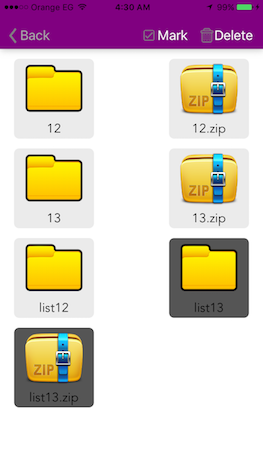 Orange EG 4:30 AM 99%
Back Mark Delete
ZIP
12 12.zip
ZIP
13 13.zip
list12 list13
ZIP
list13.zip